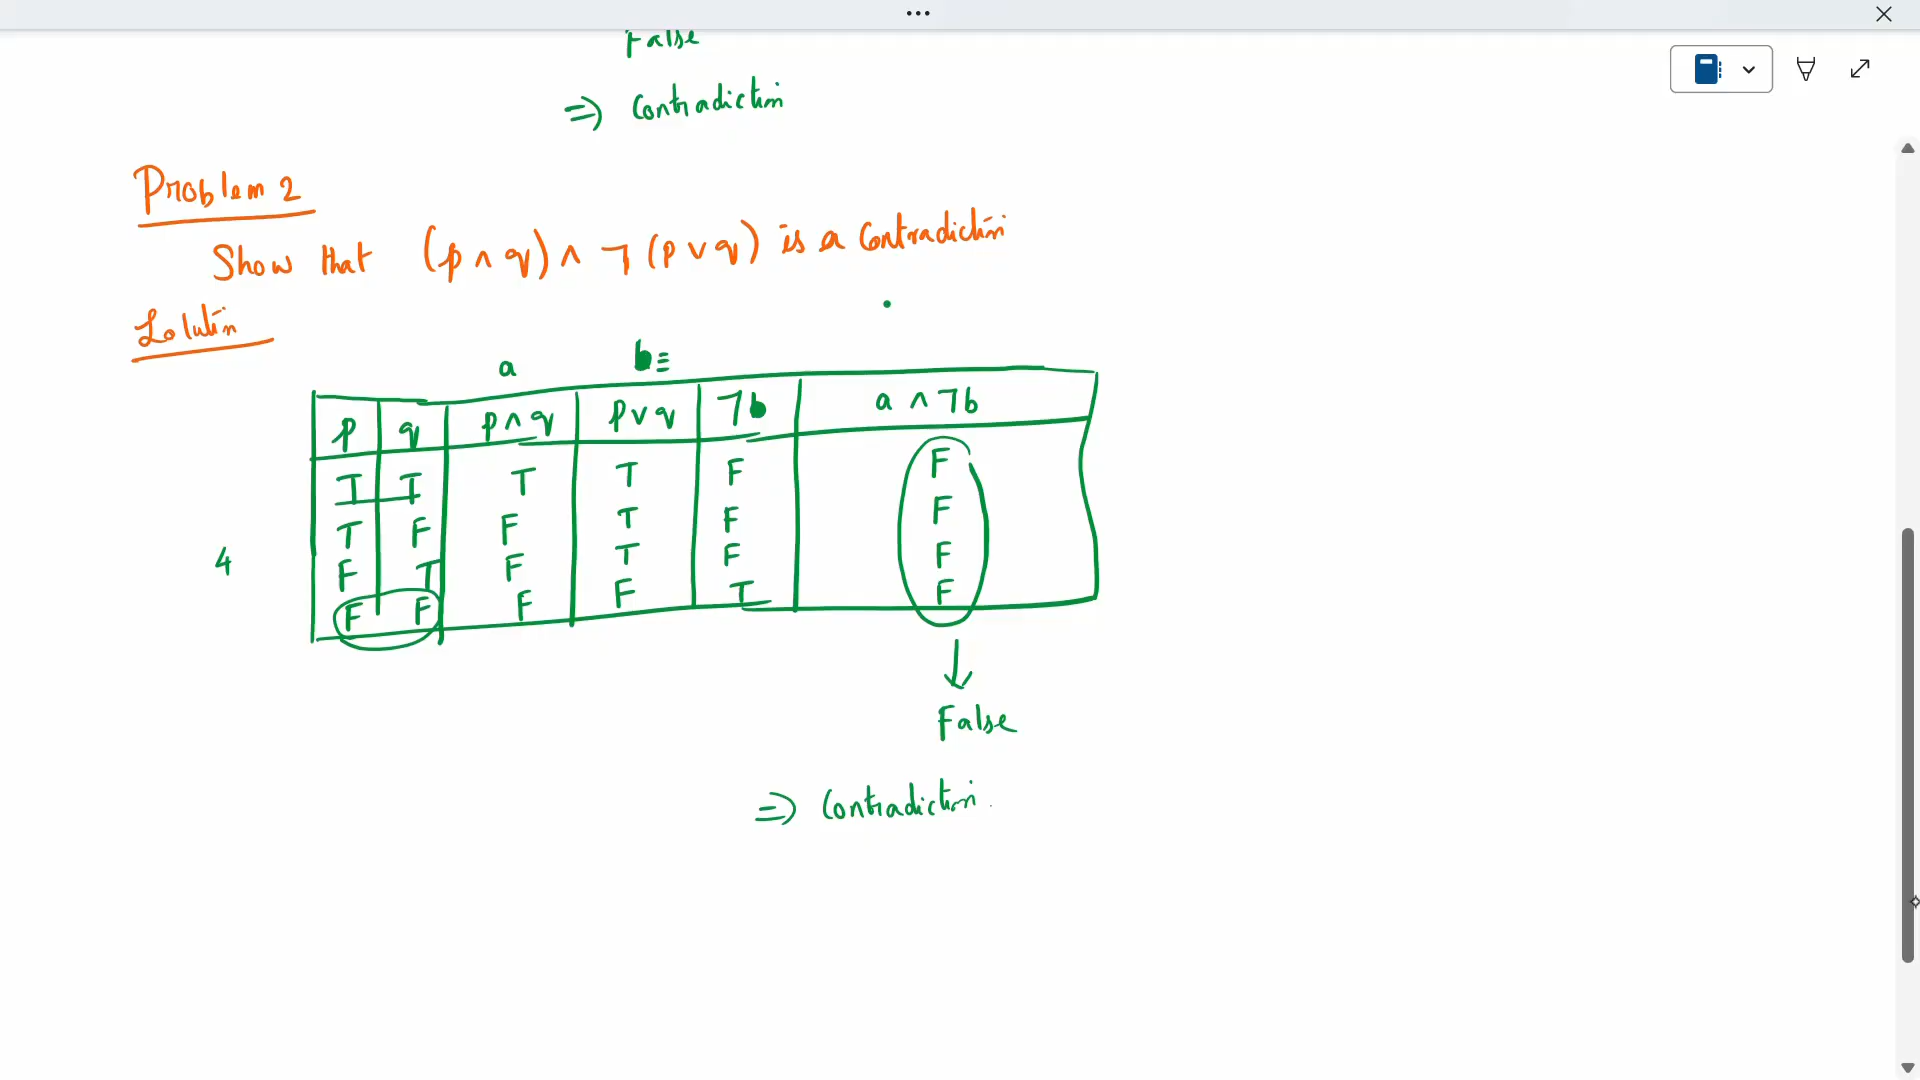 False
⇒ Contradiction
Problem 2
Show that (p ∧ q) ∧ ¬ (p ∨ q) is a Contradiction
Solution
a b≡
p q p ∧ q p ∨ q ¬b a ∧ ¬b
T T T T F F
T F F T F F
4
F T F T F F
F F F F T F
↓
False
⇒ Contradiction.